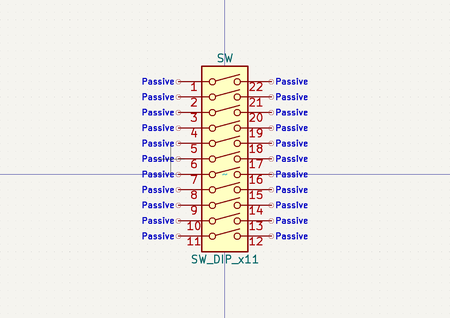 SW
Passive 1 22 Passive
Passive 2 21 Passive
Passive 3 20 Passive
Passive 4 19 Passive
Passive 5 18 Passive
Passive 6 17 Passive
Passive 7 16 Passive
Passive 8 15 Passive
Passive 9 14 Passive
Passive 10 13 Passive
Passive 11 12 Passive
SW_DIP_x11